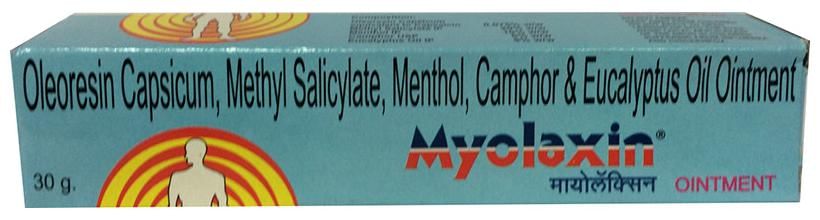 Oleoresin Capsicum, Methyl Salicylate, Menthol, Camphor & Eucalyptus Oil Ointment
Myolaxin®
30 g.
मायोलॅक्सिन OINTMENT